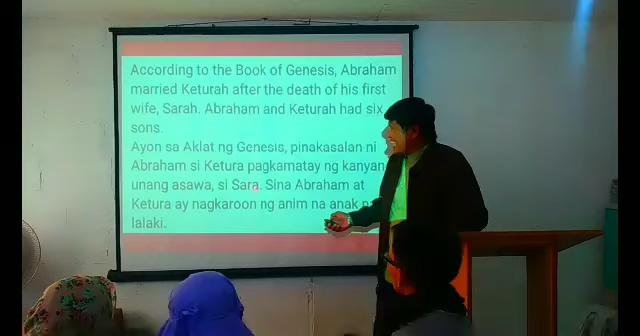 According to the Book of Genesis, Abraham
married Keturah after the death of his first
wife, Sarah. Abraham and Keturah had six
sons.
Ayon sa Aklat ng Genesis, pinakasalan ni
Abraham si Ketura pagkamatay ng kanyan
unang asawa, si Sara. Sina Abraham at
Ketura ay nagkaroon ng anim na anak
lalaki.